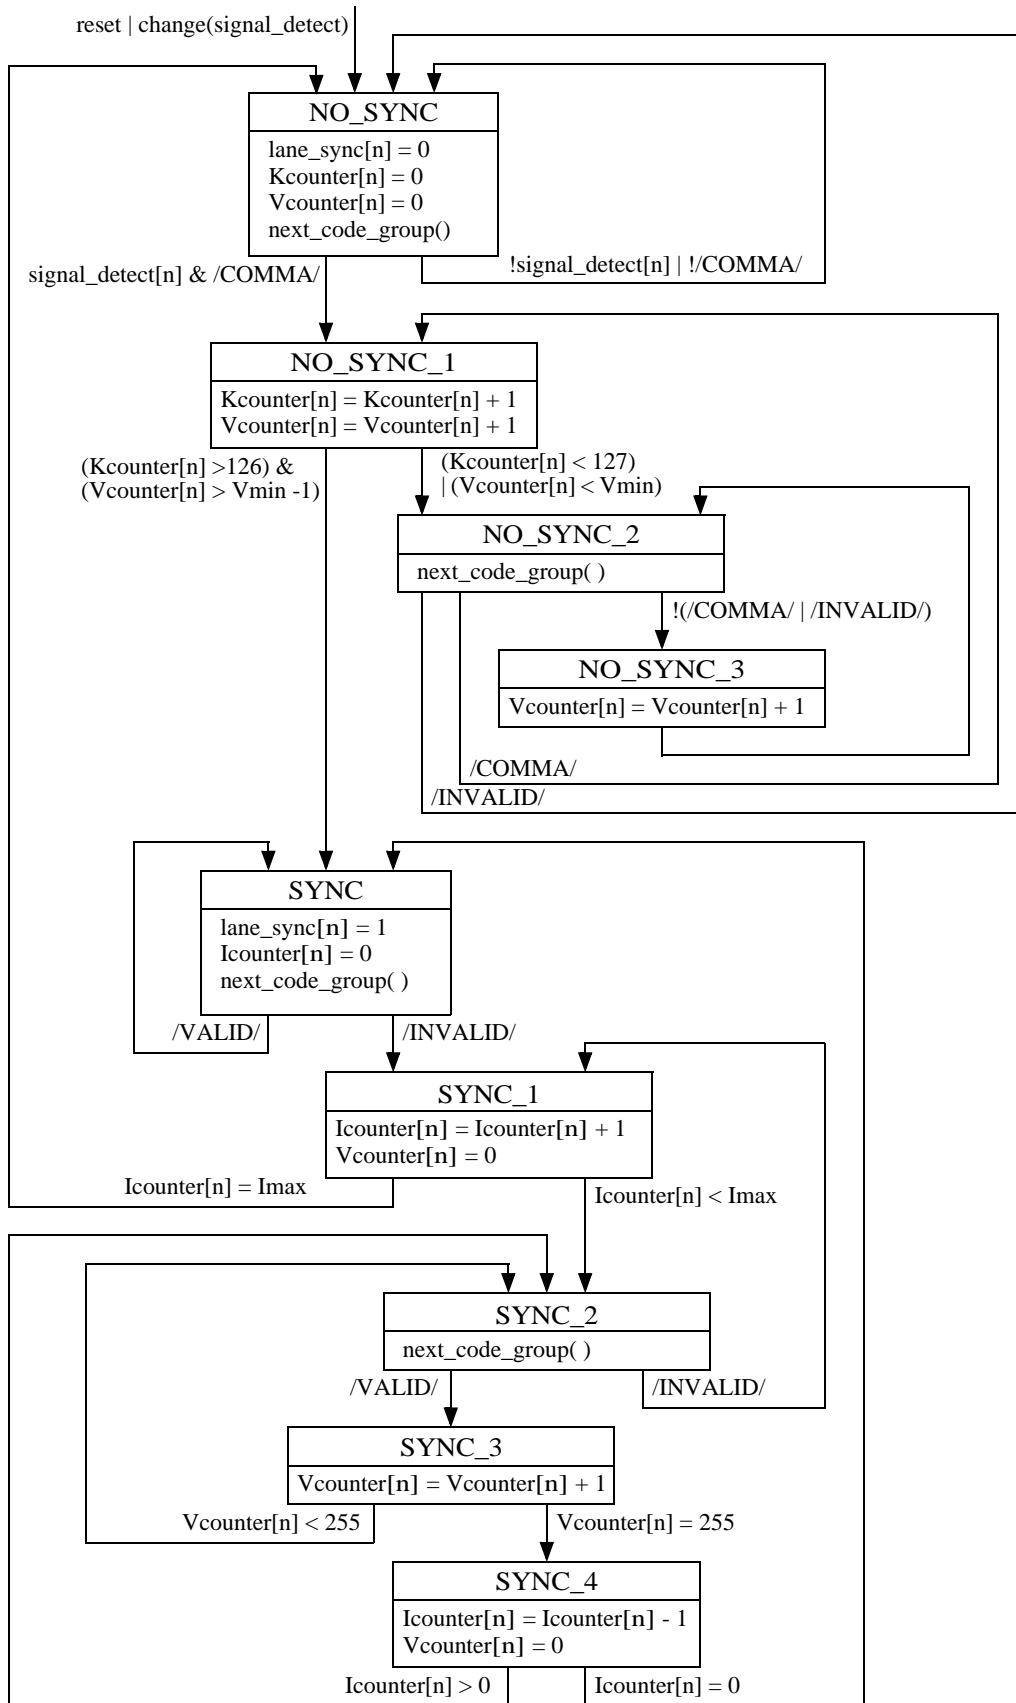 reset | change(signal_detect)
NO_SYNC
lane_sync[n] = 0
Kcounter[n] = 0
Vcounter[n] = 0
next_code_group()
signal_detect[n] & /COMMA/
!signal_detect[n] | !/COMMA/
NO_SYNC_1
Kcounter[n] = Kcounter[n] + 1
Vcounter[n] = Vcounter[n] + 1
(Kcounter[n] >126) &
(Vcounter[n] > Vmin -1)
(Kcounter[n] < 127)
| (Vcounter[n] < Vmin)
NO_SYNC_2
next_code_group( )
!(/COMMA/ | /INVALID/)
NO_SYNC_3
Vcounter[n] = Vcounter[n] + 1
/COMMA/
/INVALID/
SYNC
lane_sync[n] = 1
Icounter[n] = 0
next_code_group( )
/VALID/
/INVALID/
SYNC_1
Icounter[n] = Icounter[n] + 1
Vcounter[n] = 0
Icounter[n] = Imax
Icounter[n] < Imax
SYNC_2
next_code_group( )
/VALID/
/INVALID/
SYNC_3
Vcounter[n] = Vcounter[n] + 1
Vcounter[n] < 255
Vcounter[n] = 255
SYNC_4
Icounter[n] = Icounter[n] - 1
Vcounter[n] = 0
Icounter[n] > 0
Icounter[n] = 0